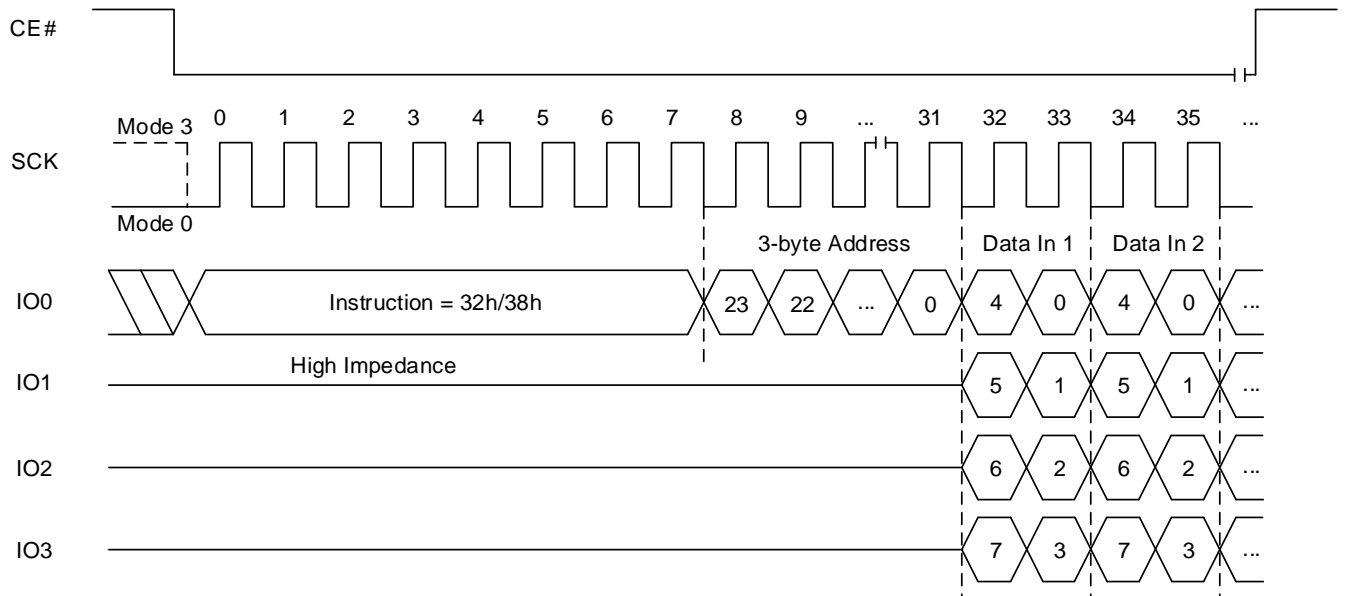 CE#
Mode 3 0 1 2 3 4 5 6 7 8 9 ... 31 32 33 34 35 ...
SCK
Mode 0
3-byte Address Data In 1 Data In 2
IO0 Instruction = 32h/38h 23 22 ... 0 4 0 4 0 ...
High Impedance
IO1 5 1 5 1 ...
IO2 6 2 6 2 ...
IO3 7 3 7 3 ...